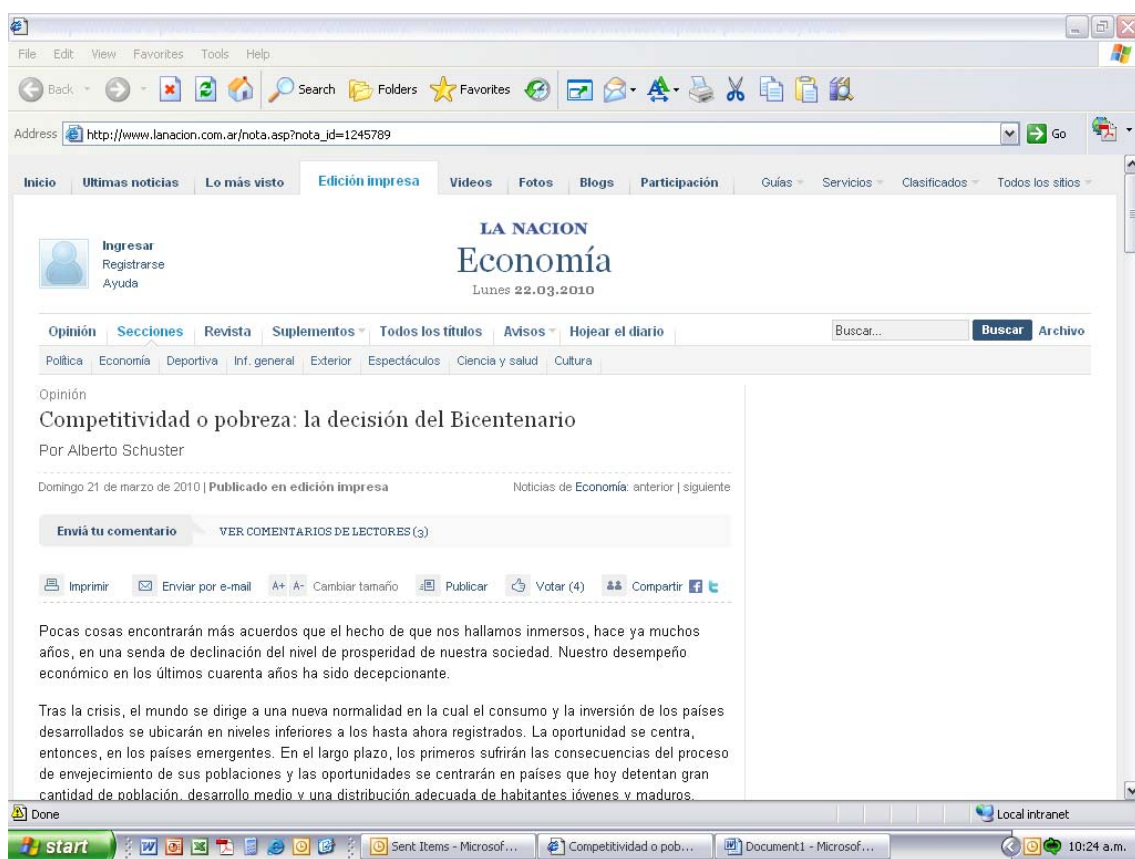 File Edit View Favorites Tools Help
Back Search Folders Favorites
Address http://www.lanacion.com.ar/nota.asp?nota_id=1245789 Go
Inicio Ultimas noticias Lo más visto Edición impresa Videos Fotos Blogs Participación Guías Servicios Clasificados Todos los sitios
Ingresar
Registrarse
Ayuda
LA NACION
Economía
Lunes 22.03.2010
Opinión Secciones Revista Suplementos Todos los títulos Avisos Hojear el diario Buscar... Buscar Archivo
Política Economía Deportiva Inf. general Exterior Espectáculos Ciencia y salud Cultura
Opinión
Competitividad o pobreza: la decisión del Bicentenario
Por Alberto Schuster
Domingo 21 de marzo de 2010 | Publicado en edición impresa Noticias de Economía: anterior | siguiente
Enviá tu comentario VER COMENTARIOS DE LECTORES (3)
Imprimir Enviar por e-mail A+ A- Cambiar tamaño Publicar Votar (4) Compartir
Pocas cosas encontrarán más acuerdos que el hecho de que nos hallamos inmersos, hace ya muchos
años, en una senda de declinación del nivel de prosperidad de nuestra sociedad. Nuestro desempeño
económico en los últimos cuarenta años ha sido decepcionante.
Tras la crisis, el mundo se dirige a una nueva normalidad en la cual el consumo y la inversión de los países
desarrollados se ubicarán en niveles inferiores a los hasta ahora registrados. La oportunidad se centra,
entonces, en los países emergentes. En el largo plazo, los primeros sufrirán las consecuencias del proceso
de envejecimiento de sus poblaciones y las oportunidades se centrarán en países que hoy detentan gran
cantidad de población, desarrollo medio y una distribución adecuada de habitantes jóvenes y maduros.
Done Local intranet
start Sent Items - Microsof... Competitividad o pob... Document1 - Microsof... 10:24 a.m.